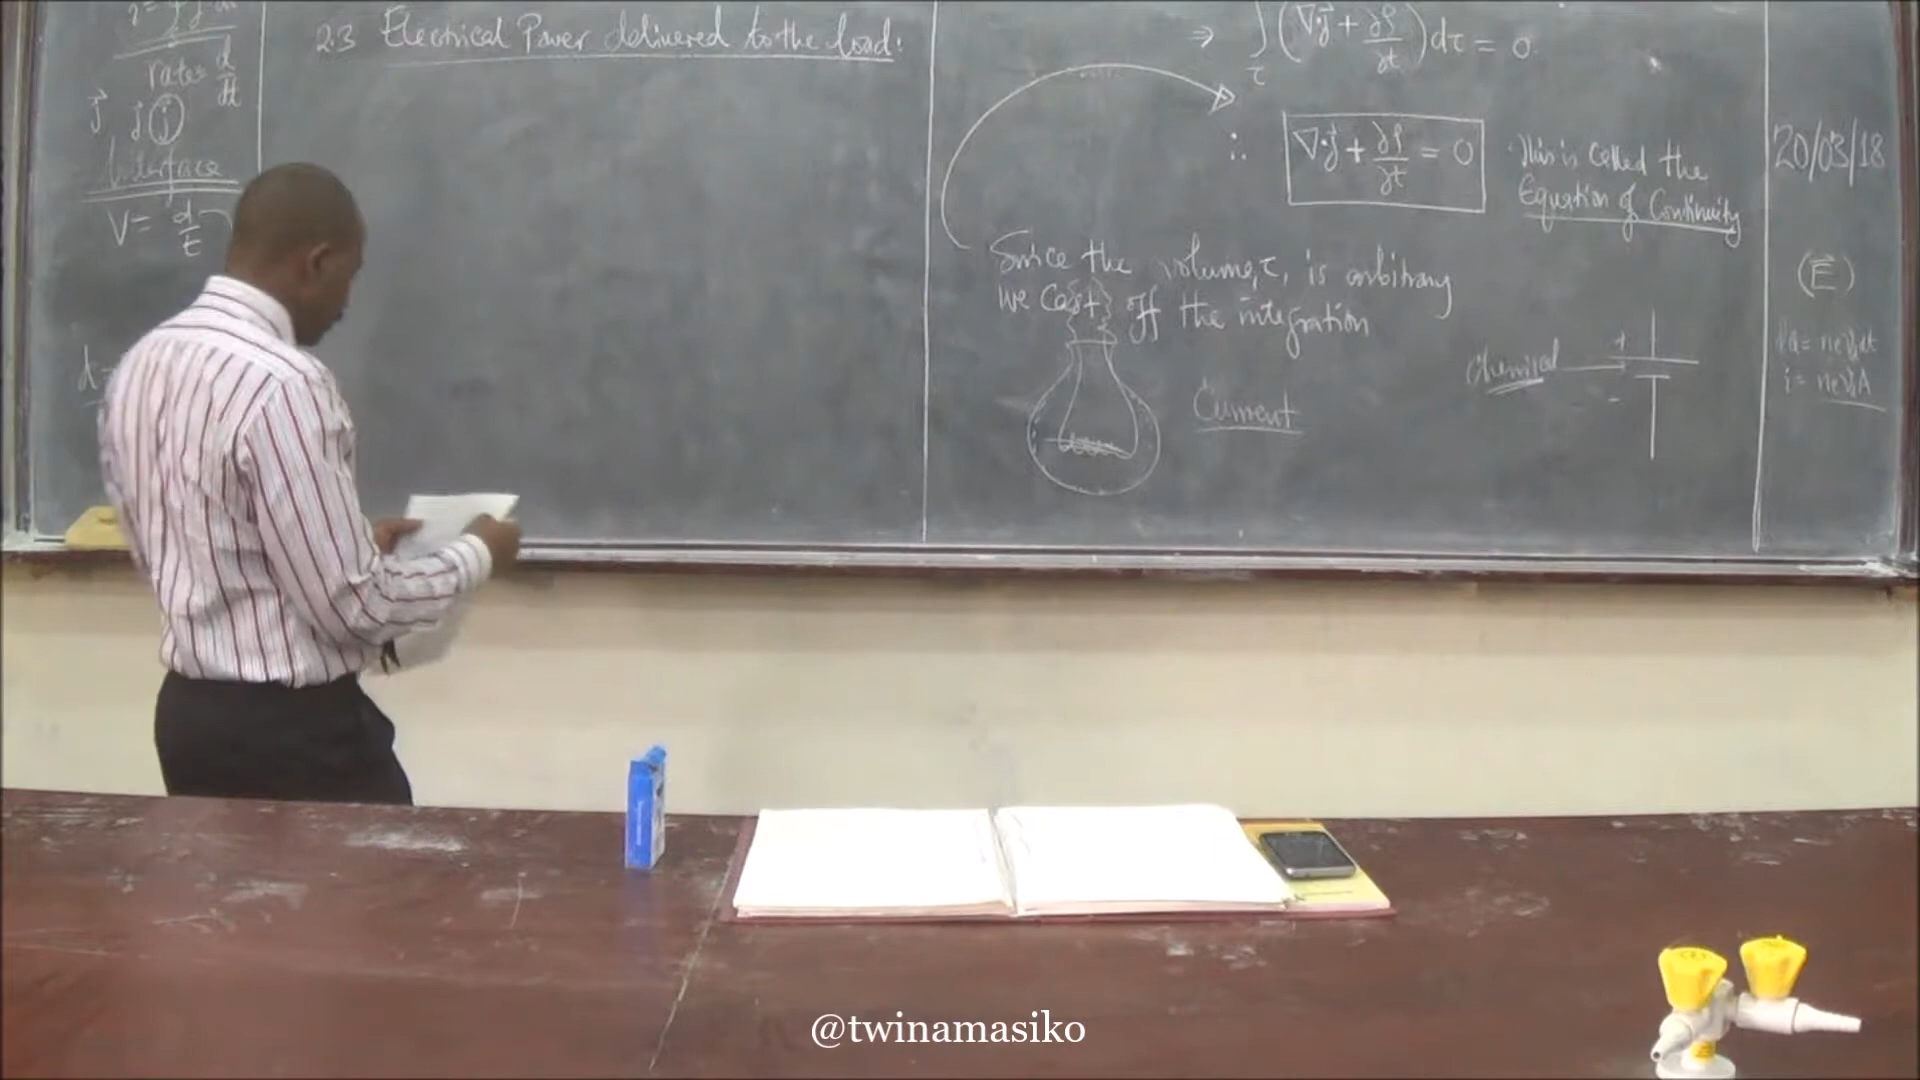 rates d/dt
j⃗ j (j)
Interface
V = d/t
2.3 Electrical Power delivered to the load:
⇒ ∫τ (∇·j⃗ + ∂ρ/∂t) dτ = 0
∴ ∇·j⃗ + ∂ρ/∂t = 0
This is called the
Equation of Continuity
Since the volume, τ, is arbitrary
we cast off the integration
Current
Chemical
+
-
20/03/18
(E⃗)
@twinamasiko